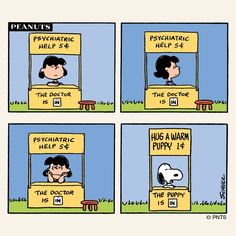 PEANUTS
PSYCHIATRIC
HELP 5¢
THE DOCTOR
IS IN
PSYCHIATRIC
HELP 5¢
THE DOCTOR
IS IN
PSYCHIATRIC
HELP 5¢
THE DOCTOR
IS IN
HUG A WARM
PUPPY 1¢
THE PUPPY
IS IN
SCHULZ
© PNTS